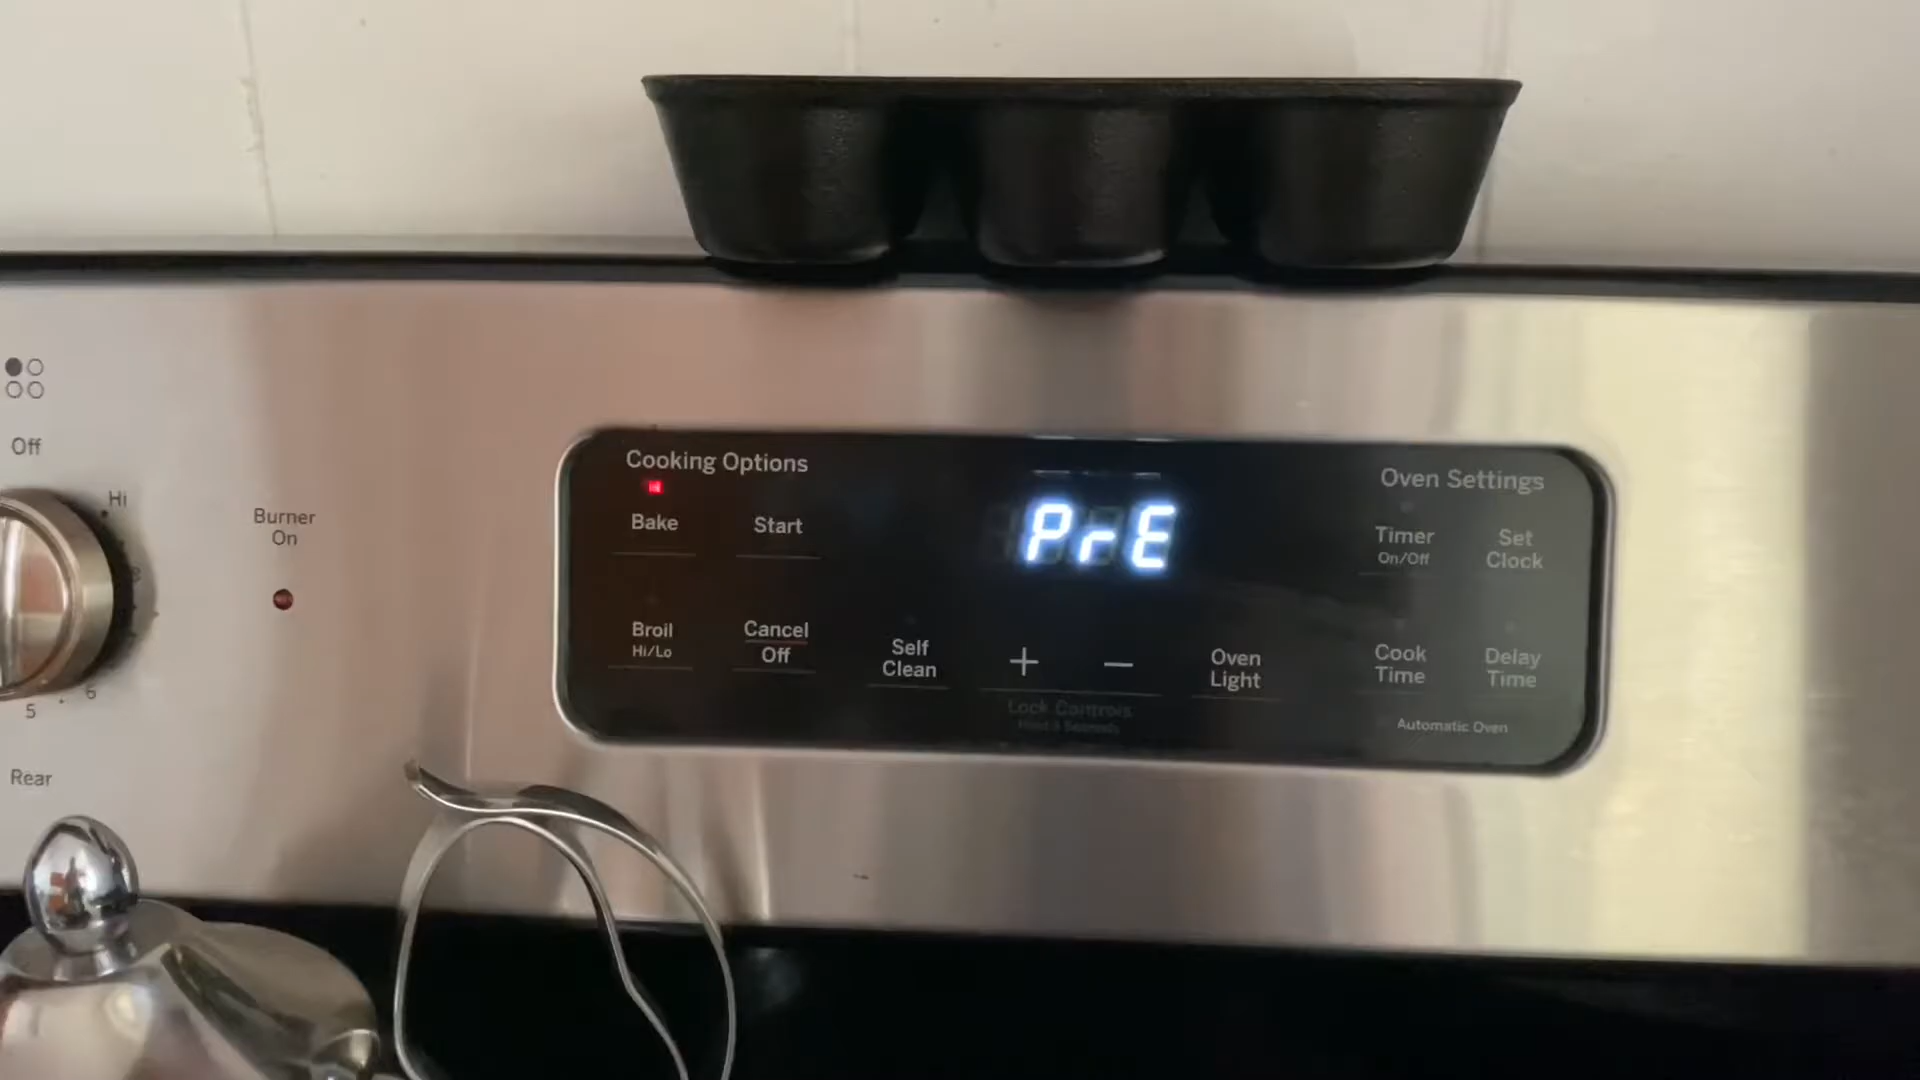 Off
Hi
Burner
On
6
5
Rear
Cooking Options
Bake
Start
PrE
Broil
Hi/Lo
Cancel
Off
Self
Clean
+
−
Lock Controls
Oven
Light
Oven Settings
Timer
On/Off
Set
Clock
Cook
Time
Delay
Time
Automatic Oven